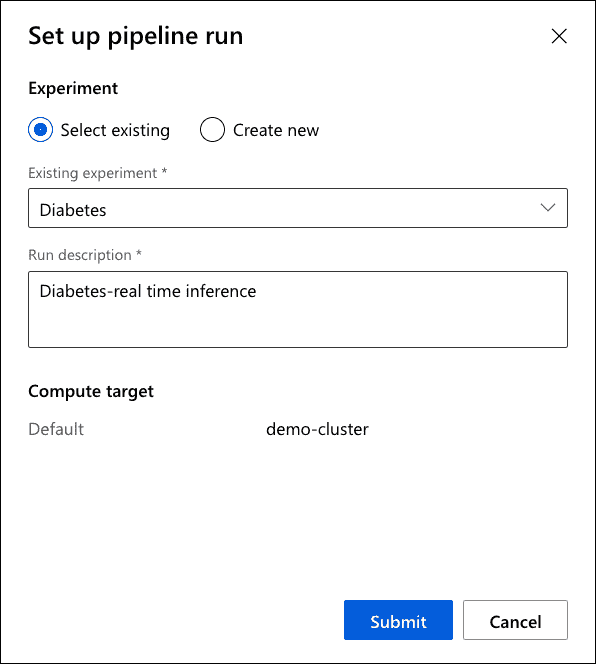 Set up pipeline run
Experiment
Select existing
Create new
Existing experiment *
Diabetes
Run description *
Diabetes-real time inference
Compute target
Default
demo-cluster
Submit
Cancel